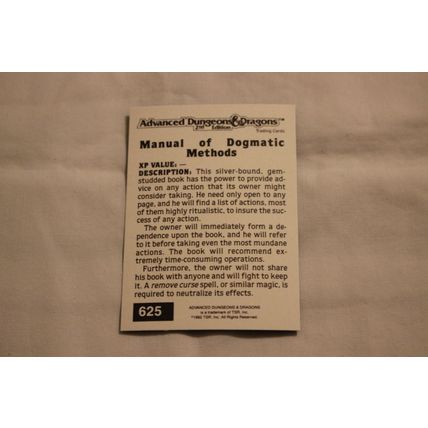 Advanced Dungeons & Dragons™
2nd Edition
Trading Cards
Manual of Dogmatic
Methods
XP VALUE: —
DESCRIPTION: This silver-bound, gem-
studded book has the power to provide ad-
vice on any action that its owner might
consider taking. He need only open to any
page, and he will find a list of actions, most
of them highly ritualistic, to insure the suc-
cess of any action.
The owner will immediately form a de-
pendence upon the book, and he will refer
to it before taking even the most mundane
actions. The book will recommend ex-
tremely time-consuming operations.
Furthermore, the owner will not share
his book with anyone and will fight to keep
it. A remove curse spell, or similar magic, is
required to neutralize its effects.
625
ADVANCED DUNGEONS & DRAGONS
is a trademark of TSR, Inc.
©1992 TSR, Inc. All Rights Reserved.